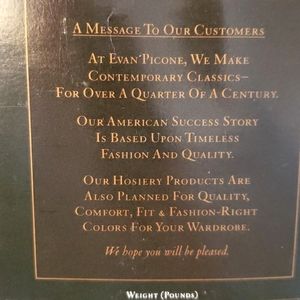 A Message To Our Customers
At Evan-Picone, We Make
Contemporary Classics–
For Over A Quarter Of A Century.
Our American Success Story
Is Based Upon Timeless
Fashion And Quality.
Our Hosiery Products Are
Also Planned For Quality,
Comfort, Fit & Fashion-Right
Colors For Your Wardrobe.
We hope you will be pleased.
Weight (Pounds)